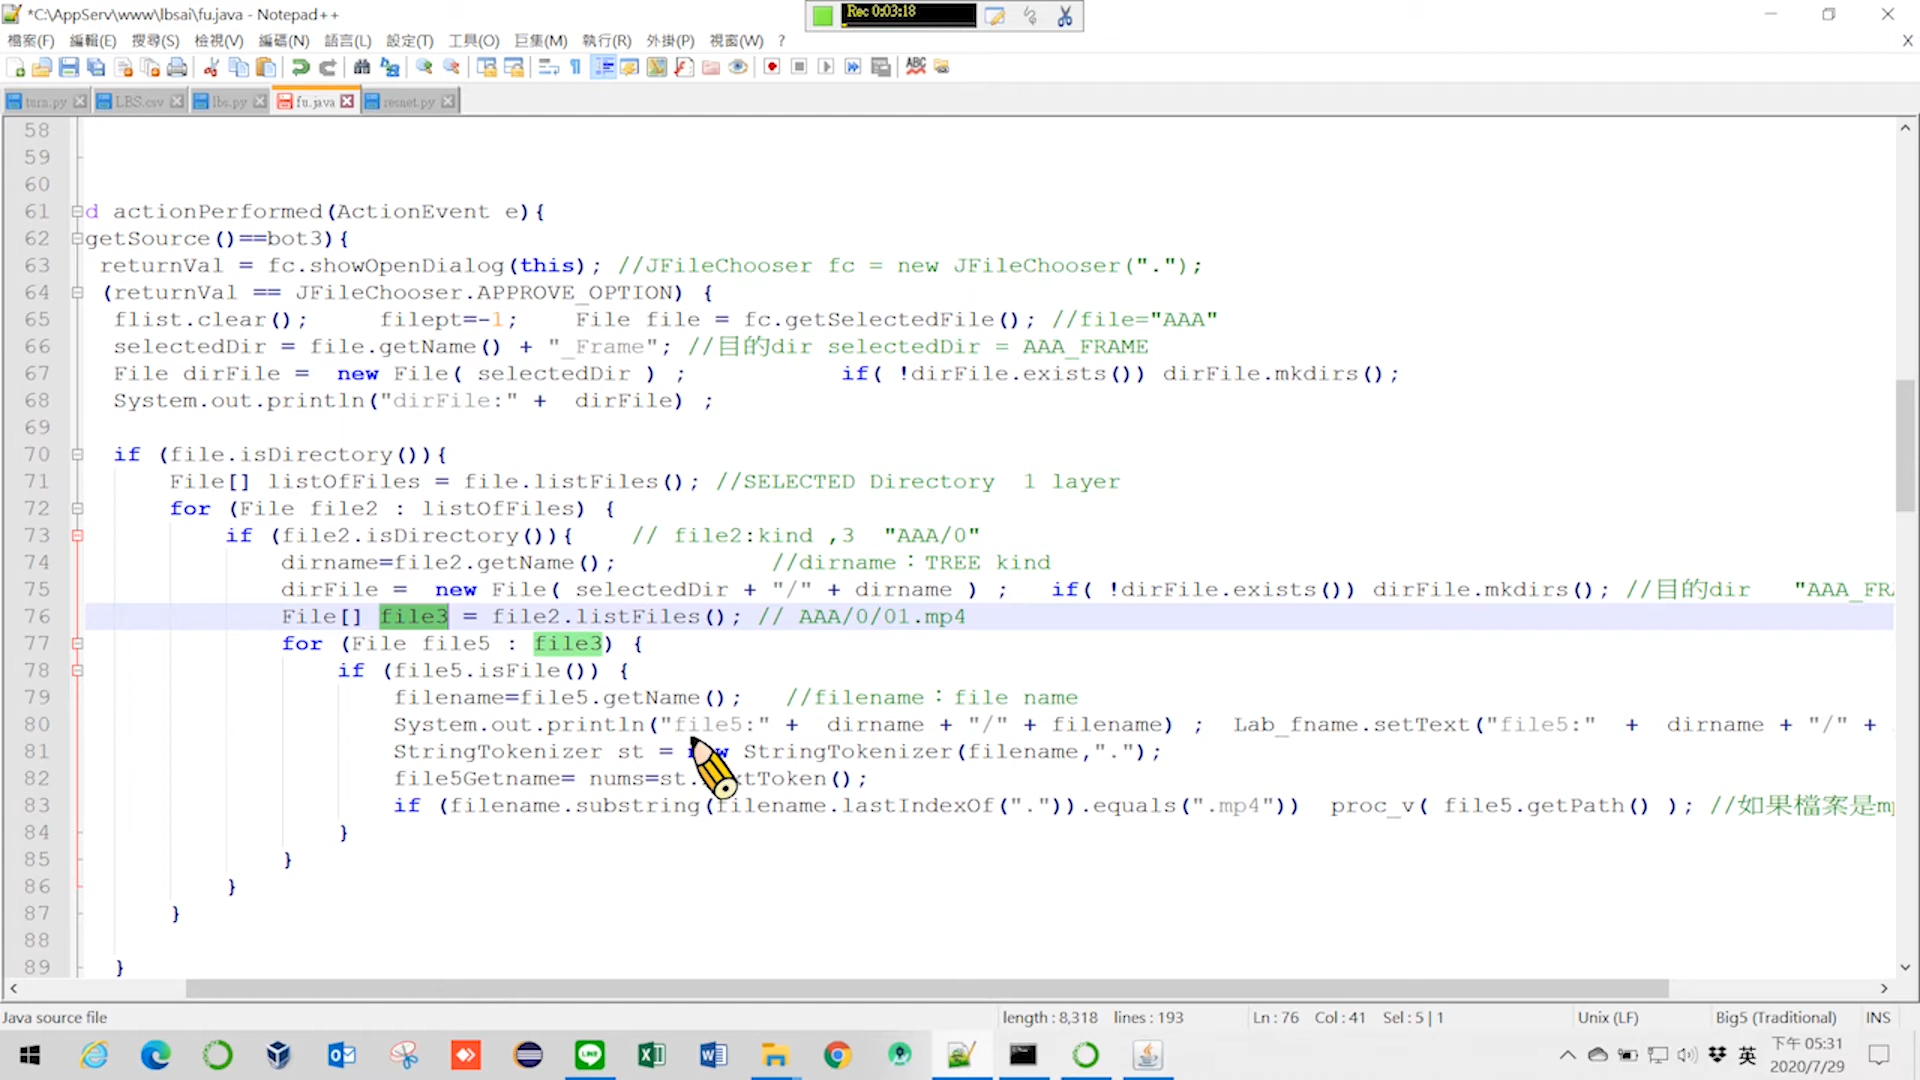 *C:\AppServ\www\lbsai\fu.java - Notepad++
Rec 0:03:18
檔案(F) 編輯(E) 搜尋(S) 檢視(V) 編碼(N) 語言(L) 設定(T) 工具(O) 巨集(M) 執行(R) 外掛(P) 視窗(W) ? X
turn.py LBS.csv lbs.py fu.java resnet.py
58
59
60
61 d actionPerformed(ActionEvent e){
62 getSource()==bot3){
63 returnVal = fc.showOpenDialog(this); //JFileChooser fc = new JFileChooser(".");
64 (returnVal == JFileChooser.APPROVE_OPTION) {
65 flist.clear(); filept=-1; File file = fc.getSelectedFile(); //file="AAA"
66 selectedDir = file.getName() + "_Frame"; //目的dir selectedDir = AAA_FRAME
67 File dirFile = new File( selectedDir ) ; if( !dirFile.exists()) dirFile.mkdirs();
68 System.out.println("dirFile:" + dirFile) ;
69
70 if (file.isDirectory()){
71 File[] listOfFiles = file.listFiles(); //SELECTED Directory 1 layer
72 for (File file2 : listOfFiles) {
73 if (file2.isDirectory()){ // file2:kind ,3 "AAA/0"
74 dirname=file2.getName(); //dirname：TREE kind
75 dirFile = new File( selectedDir + "/" + dirname ) ; if( !dirFile.exists()) dirFile.mkdirs(); //目的dir "AAA_FRA
76 File[] file3 = file2.listFiles(); // AAA/0/01.mp4
77 for (File file5 : file3) {
78 if (file5.isFile()) {
79 filename=file5.getName(); //filename：file name
80 System.out.println("file5:" + dirname + "/" + filename) ; Lab_fname.setText("file5:" + dirname + "/" +
81 StringTokenizer st = new StringTokenizer(filename,".");
82 file5Getname= nums=st.nextToken();
83 if (filename.substring(filename.lastIndexOf(".")).equals(".mp4")) proc_v( file5.getPath() ); //如果檔案是mp
84 }
85 }
86 }
87 }
88
89 }
Java source file length : 8,318 lines : 193 Ln : 76 Col : 41 Sel : 5 | 1 Unix (LF) Big5 (Traditional) INS
ABC
LINE
英
下午 05:31
2020/7/29